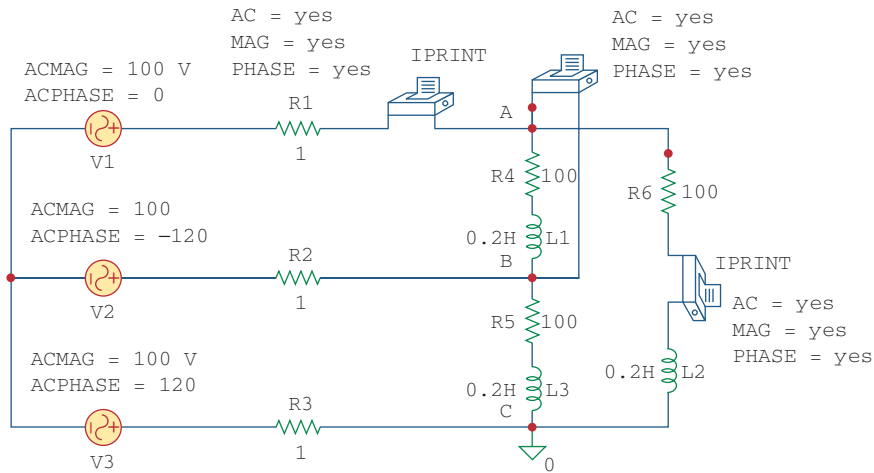 AC = yes
MAG = yes
PHASE = yes
IPRINT
AC = yes
MAG = yes
PHASE = yes
ACMAG = 100 V
ACPHASE = 0
V1
R1
1
A
R4
100
0.2H
L1
R6
100
ACMAG = 100
ACPHASE = −120
V2
R2
1
B
R5
100
0.2H
L3
C
IPRINT
AC = yes
MAG = yes
PHASE = yes
0.2H
L2
ACMAG = 100 V
ACPHASE = 120
V3
R3
1
0